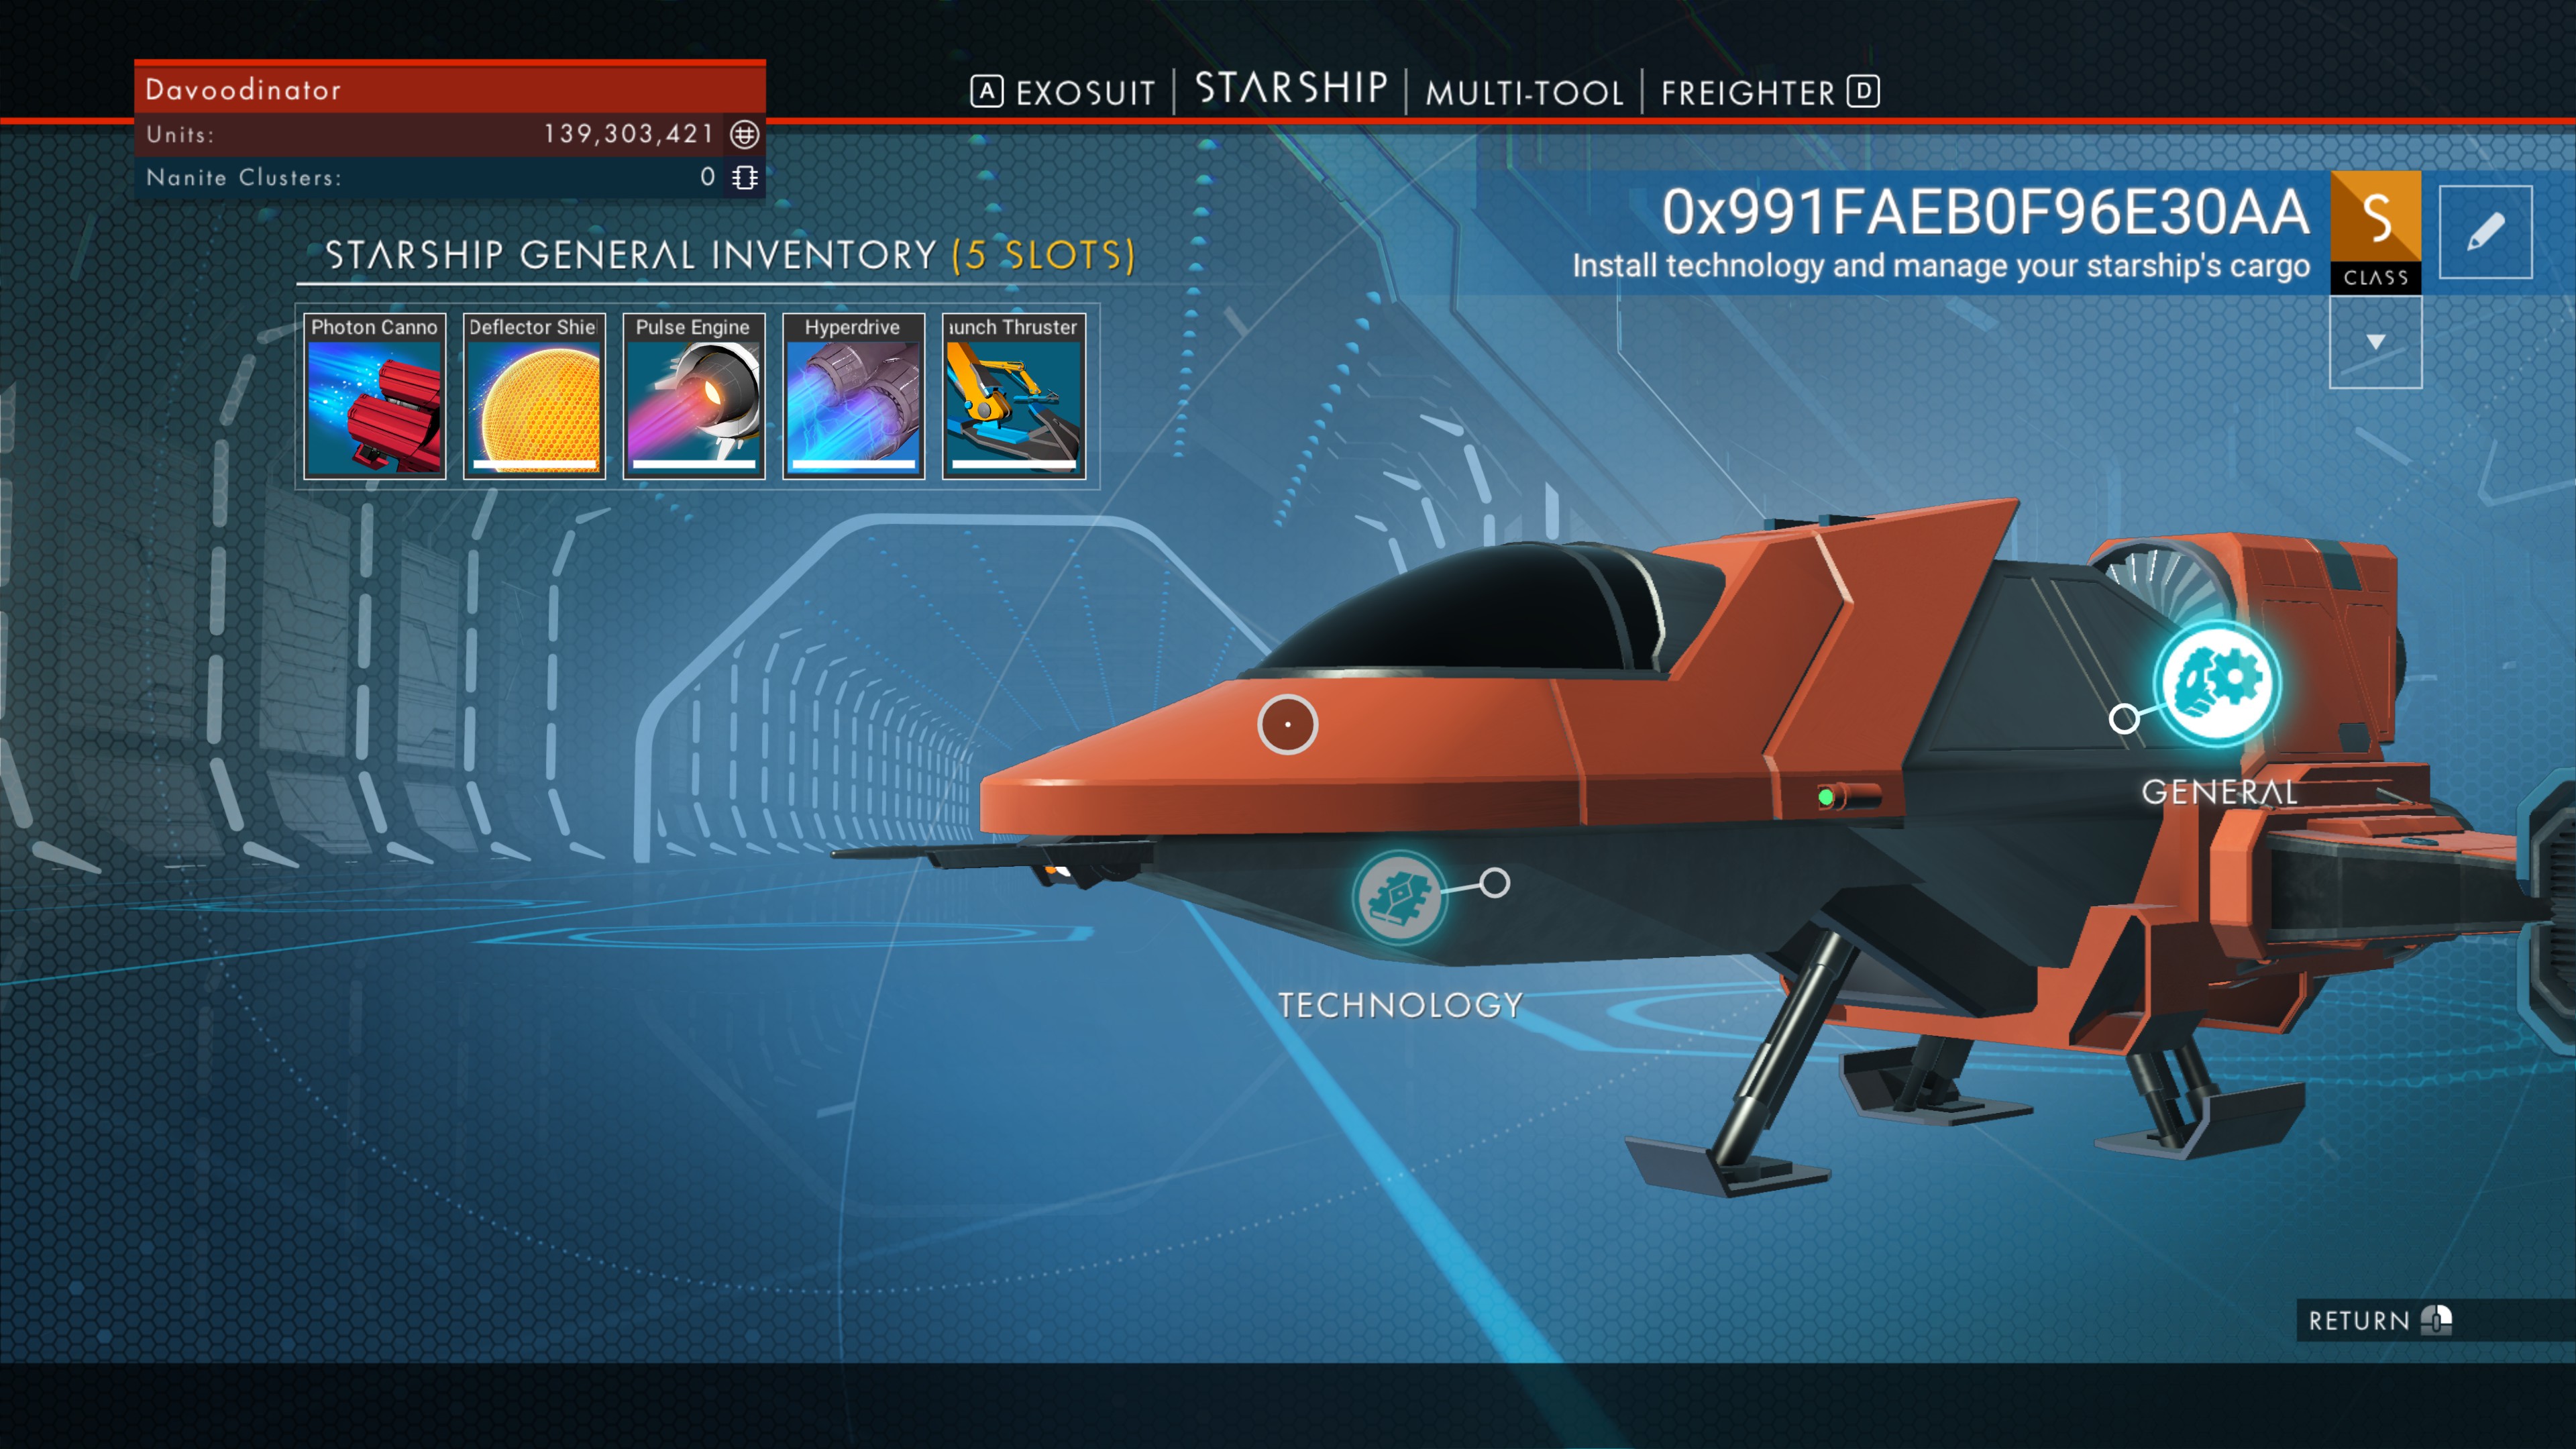 Davoodinator
Units: 139,303,421
Nanite Clusters: 0
A EXOSUIT STARSHIP MULTI-TOOL FREIGHTER D
0x991FAEB0F96E30AA
Install technology and manage your starship's cargo
S
CLASS
STARSHIP GENERAL INVENTORY (5 SLOTS)
Photon Canno
Deflector Shie
Pulse Engine
Hyperdrive
aunch Thruster
GENERAL
TECHNOLOGY
RETURN